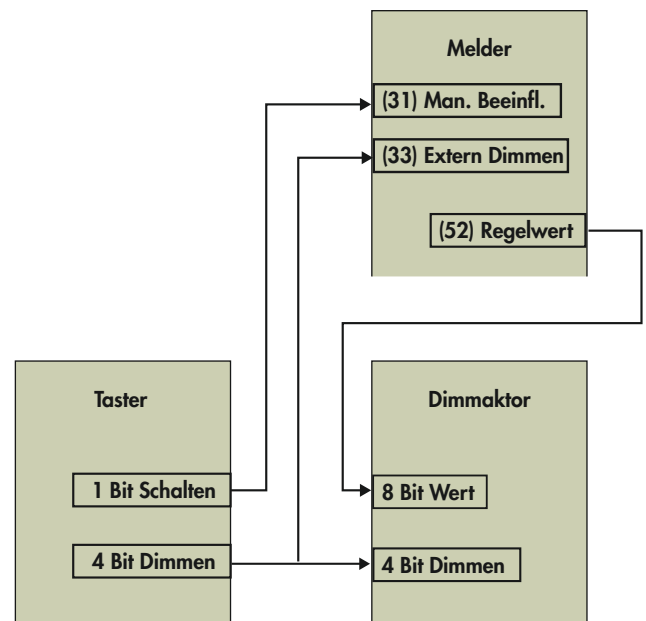 Melder
(31) Man. Beeinfl.
(33) Extern Dimmen
(52) Regelwert
Taster
1 Bit Schalten
4 Bit Dimmen
Dimmaktor
8 Bit Wert
4 Bit Dimmen